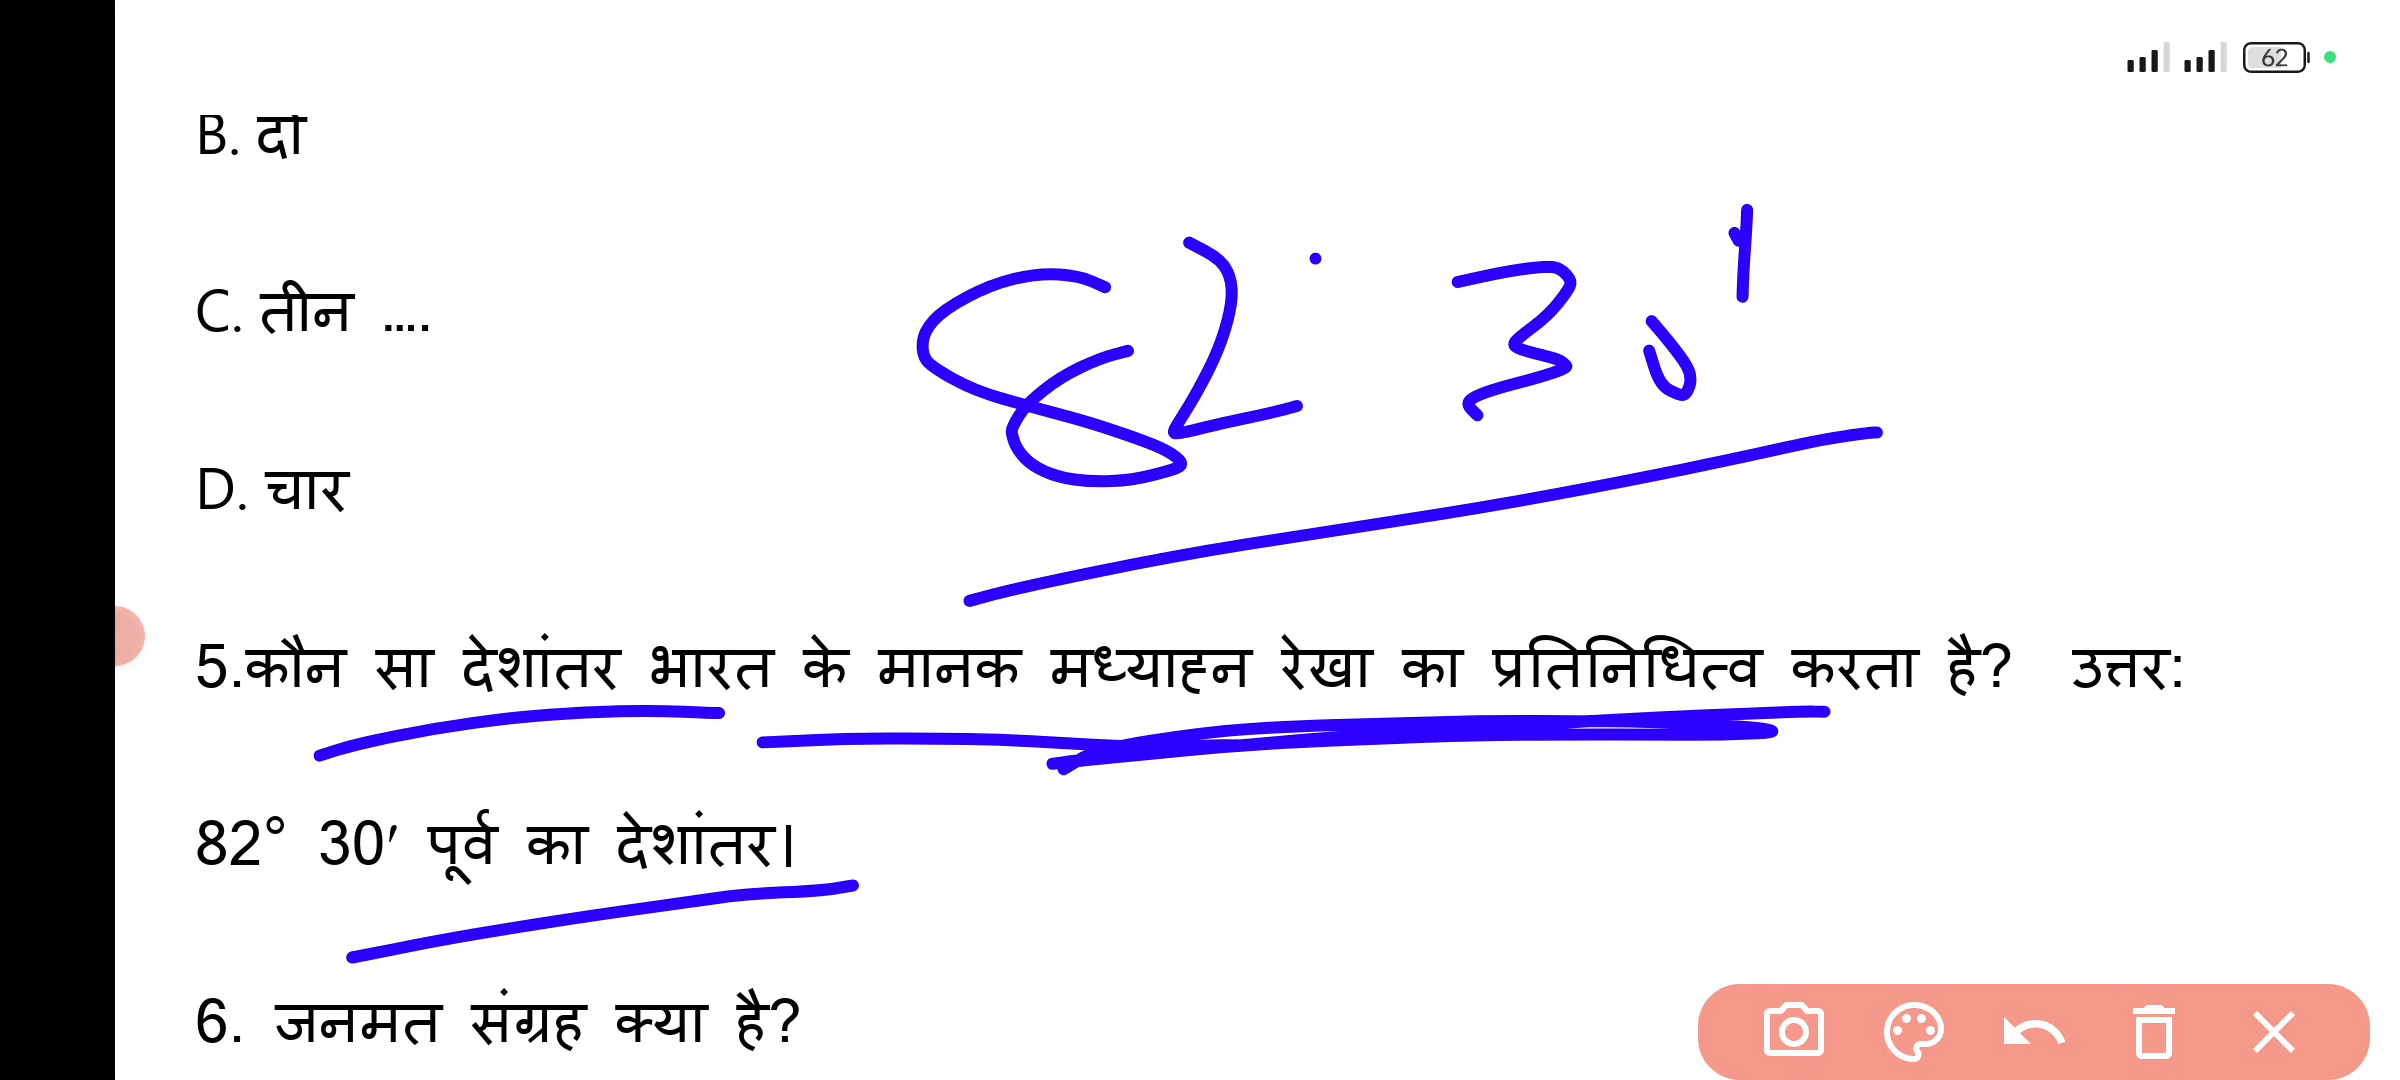 62
B. दो
82° 30'
C. तीन ....
D. चार
5.कौन सा देशांतर भारत के मानक मध्याह्न रेखा का प्रतिनिधित्व करता है? उत्तर:
82° 30′ पूर्व का देशांतर।
6. जनमत संग्रह क्या है?